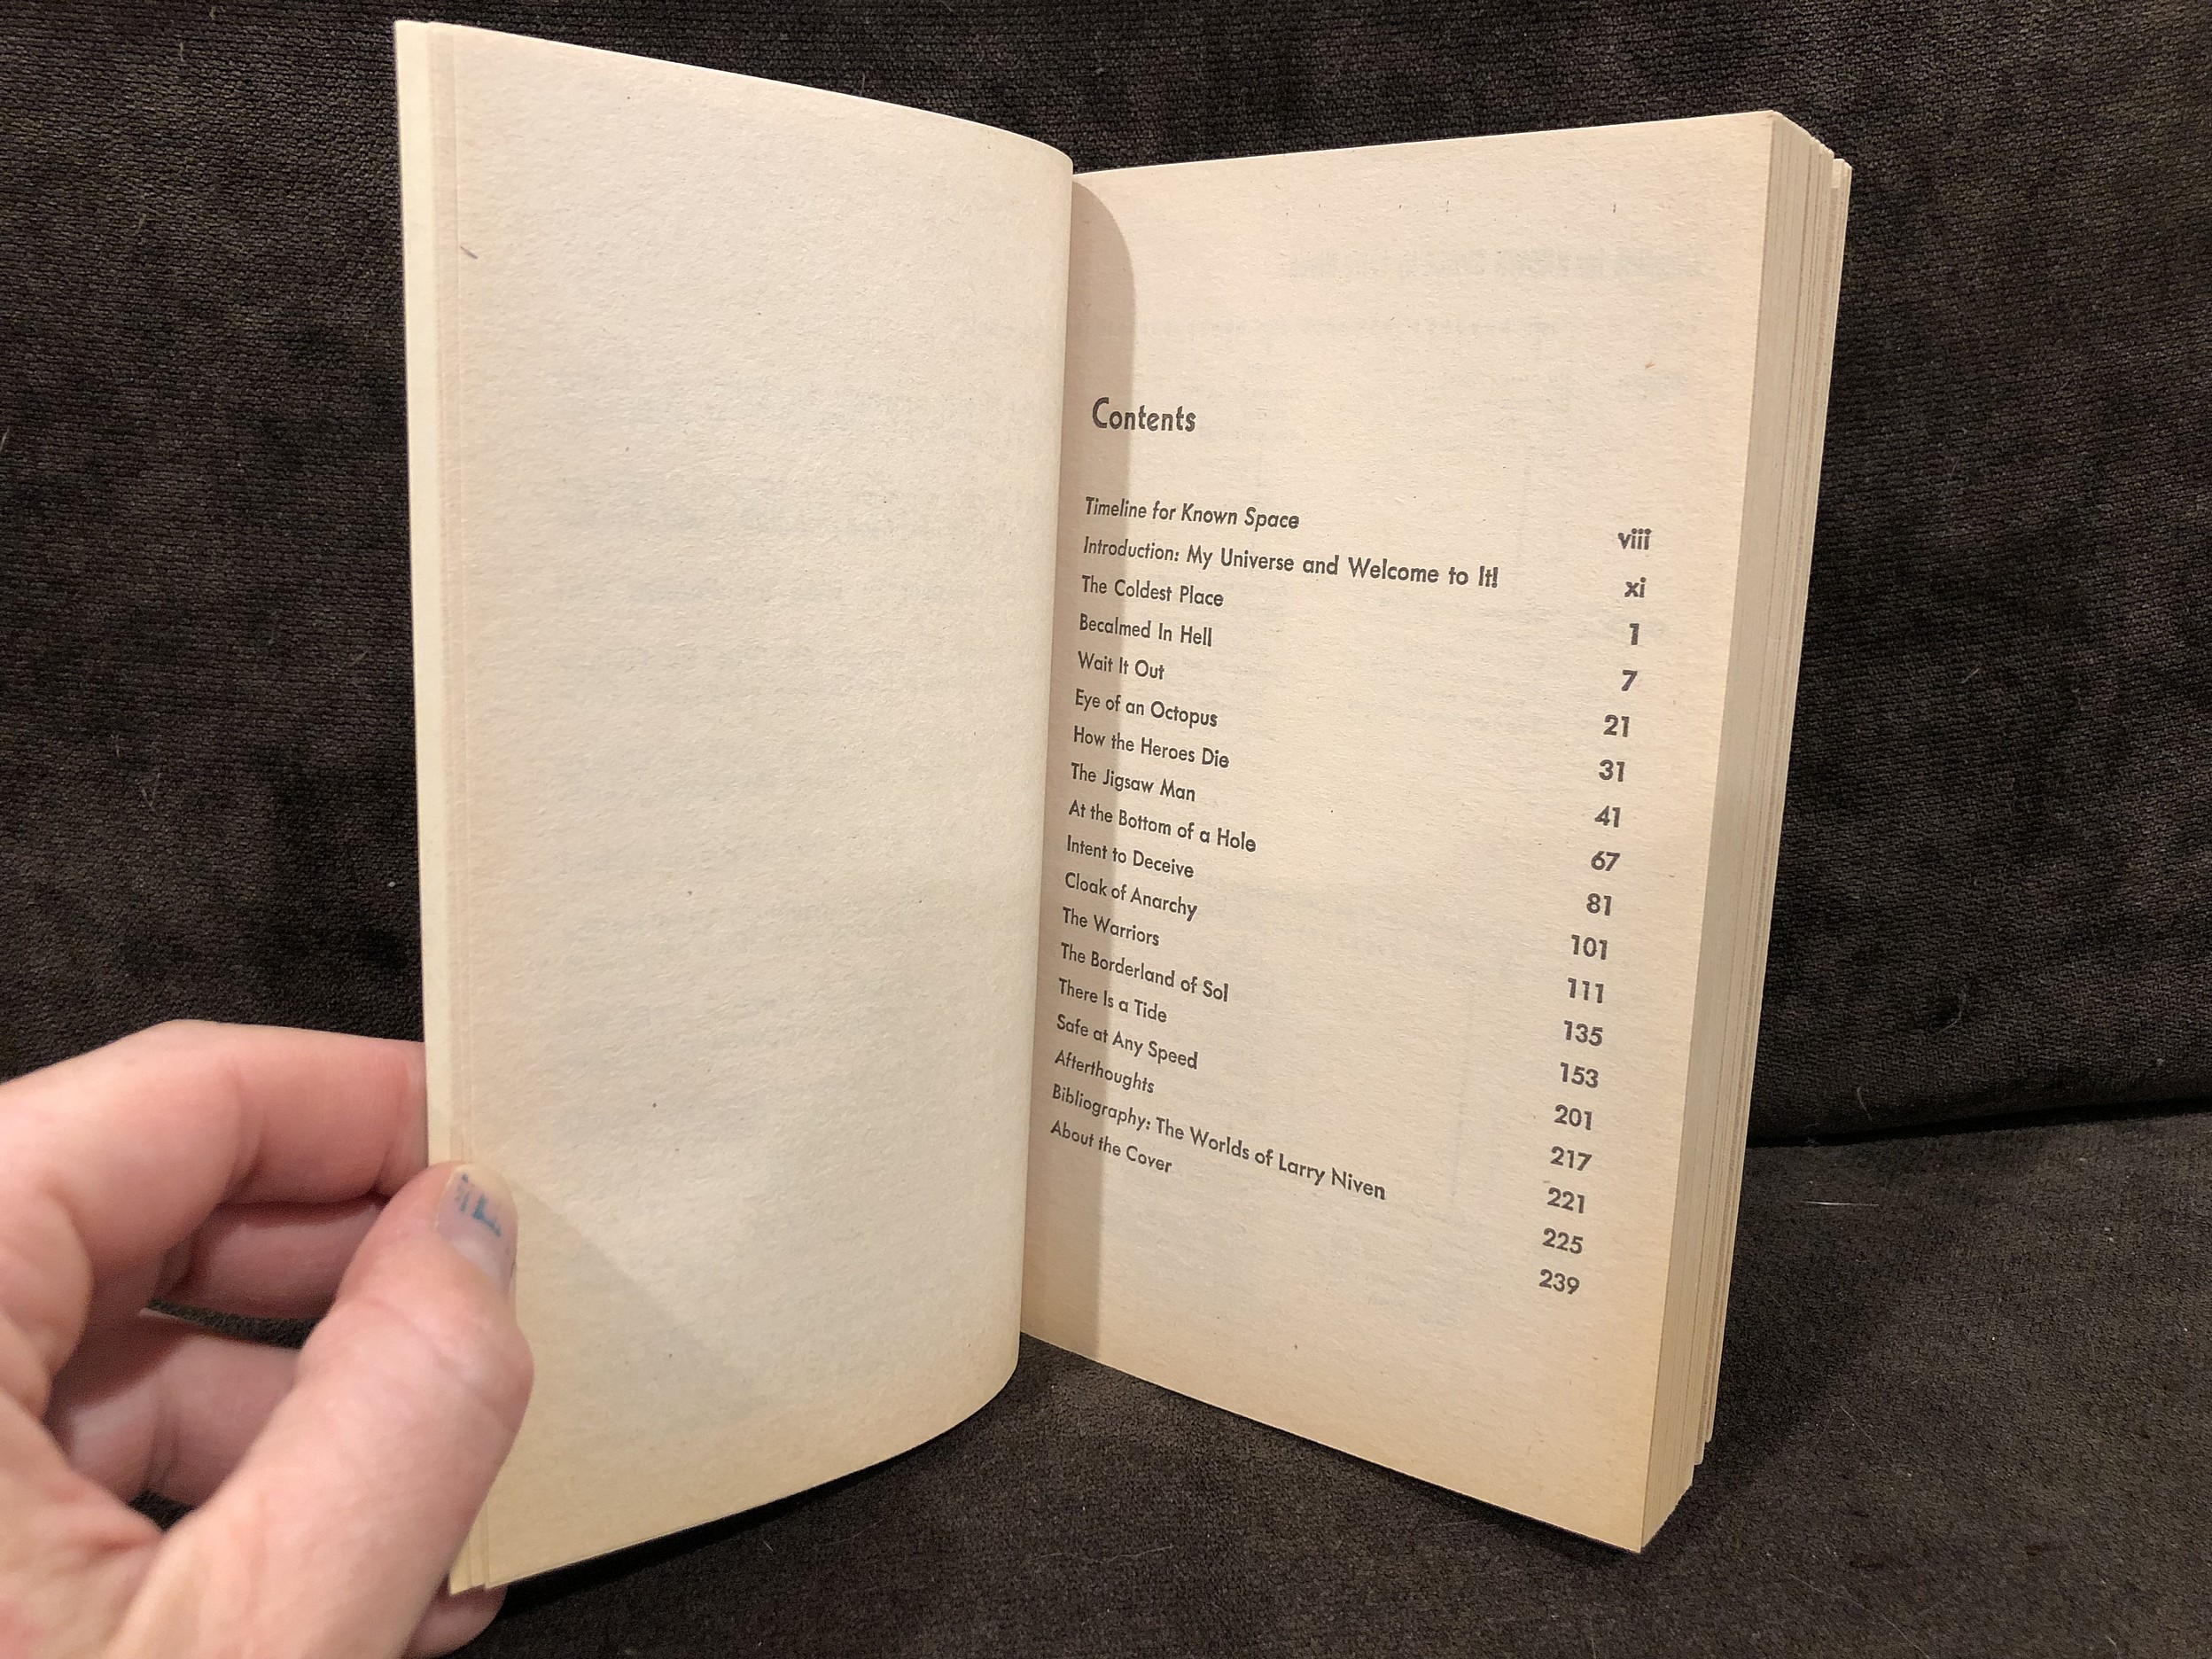 Contents
Timeline for Known Space viii
Introduction: My Universe and Welcome to It! xi
The Coldest Place 1
Becalmed In Hell 7
Wait It Out 21
Eye of an Octopus 31
How the Heroes Die 41
The Jigsaw Man 67
At the Bottom of a Hole 81
Intent to Deceive 101
Cloak of Anarchy 111
The Warriors 135
The Borderland of Sol 153
There Is a Tide 201
Safe at Any Speed 217
Afterthoughts 221
Bibliography: The Worlds of Larry Niven 225
About the Cover 239